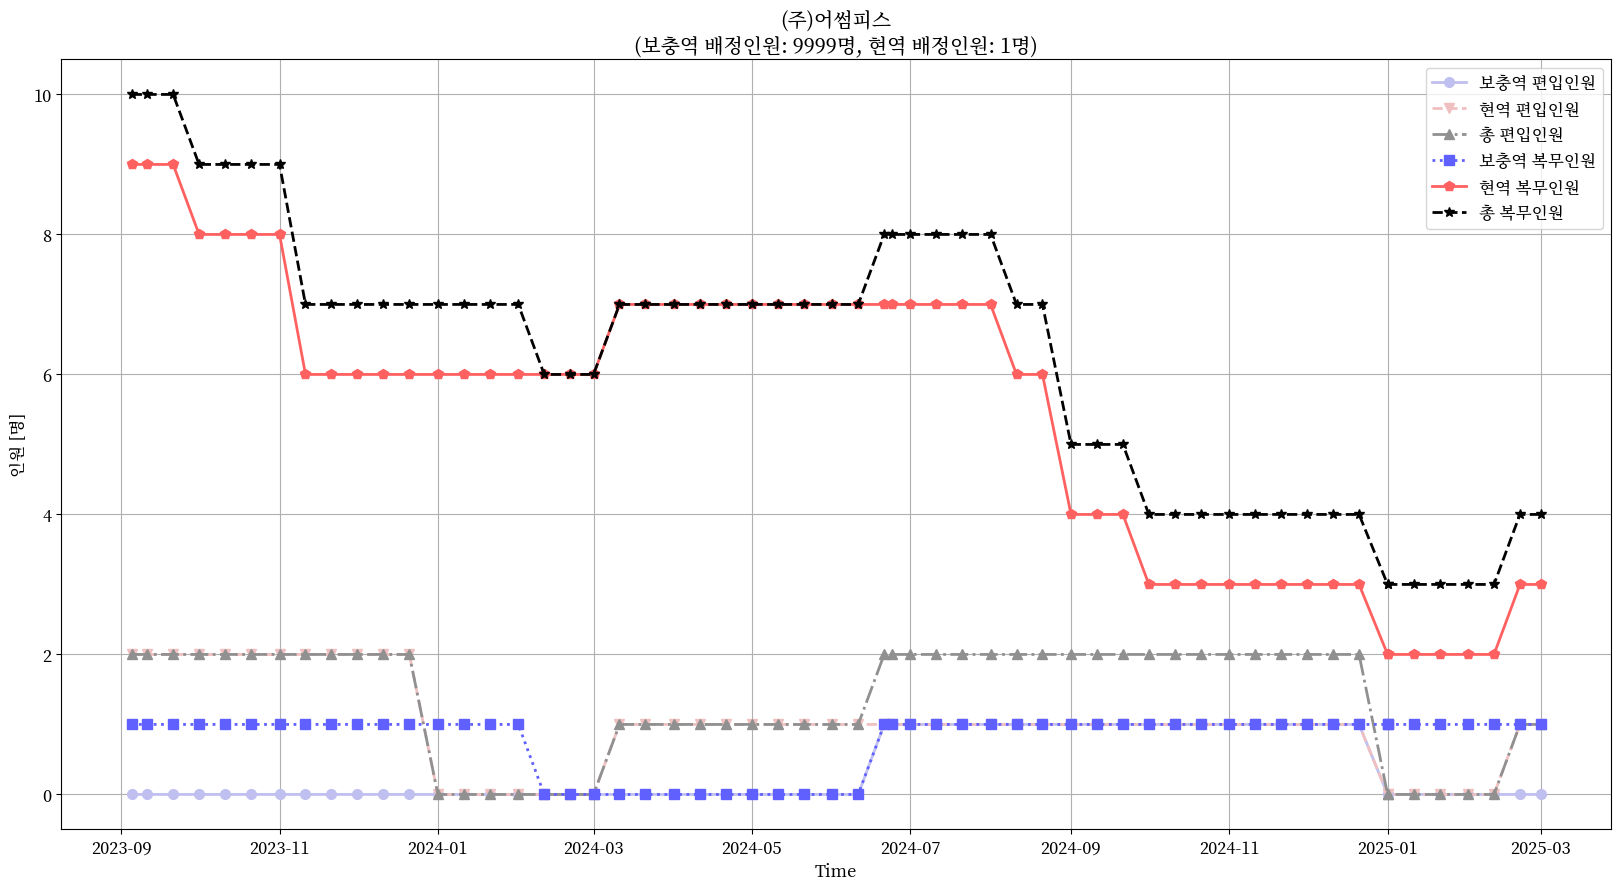 (주)어썸피스
(보충역 배정인원: 9999명, 현역 배정인원: 1명)
보충역 편입인원
현역 편입인원
총 편입인원
보충역 복무인원
현역 복무인원
총 복무인원
인원 [명]
10
8
6
4
2
0
2023-09
2023-11
2024-01
2024-03
2024-05
2024-07
2024-09
2024-11
2025-01
2025-03
Time